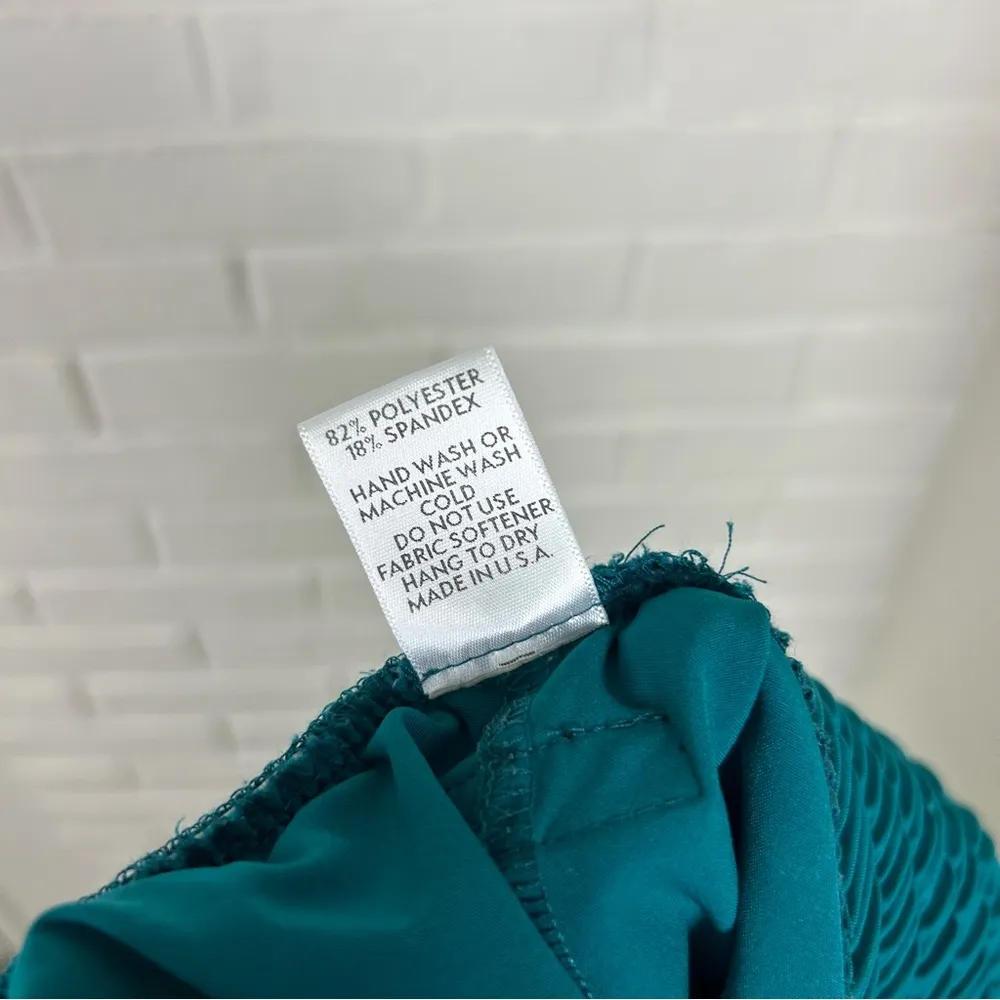 82% POLYESTER
18% SPANDEX
HAND WASH OR
MACHINE WASH
COLD
DO NOT USE
FABRIC SOFTENER
HANG TO DRY
MADE IN U.S.A.